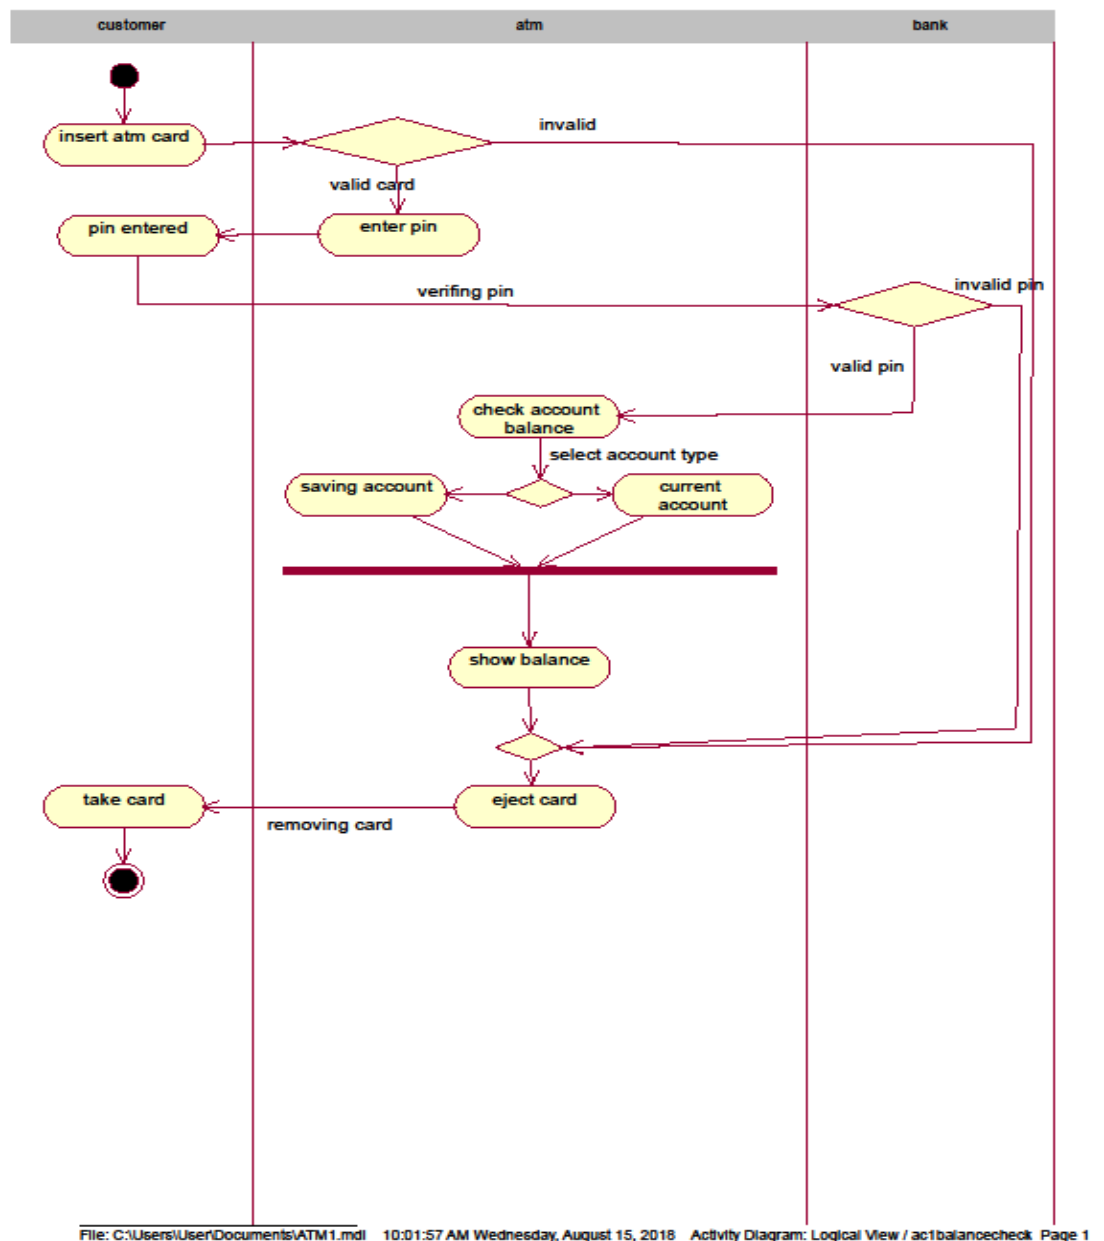 customer
atm
bank
insert atm card
invalid
valid card
pin entered
enter pin
verifing pin
invalid pin
valid pin
check account
balance
select account type
saving account
current
account
show balance
take card
eject card
removing card
File: C:\Users\User\Documents\ATM1.mdl 10:01:57 AM Wednesday, August 15, 2018 Activity Diagram: Logical View / ac1balancecheck Page 1